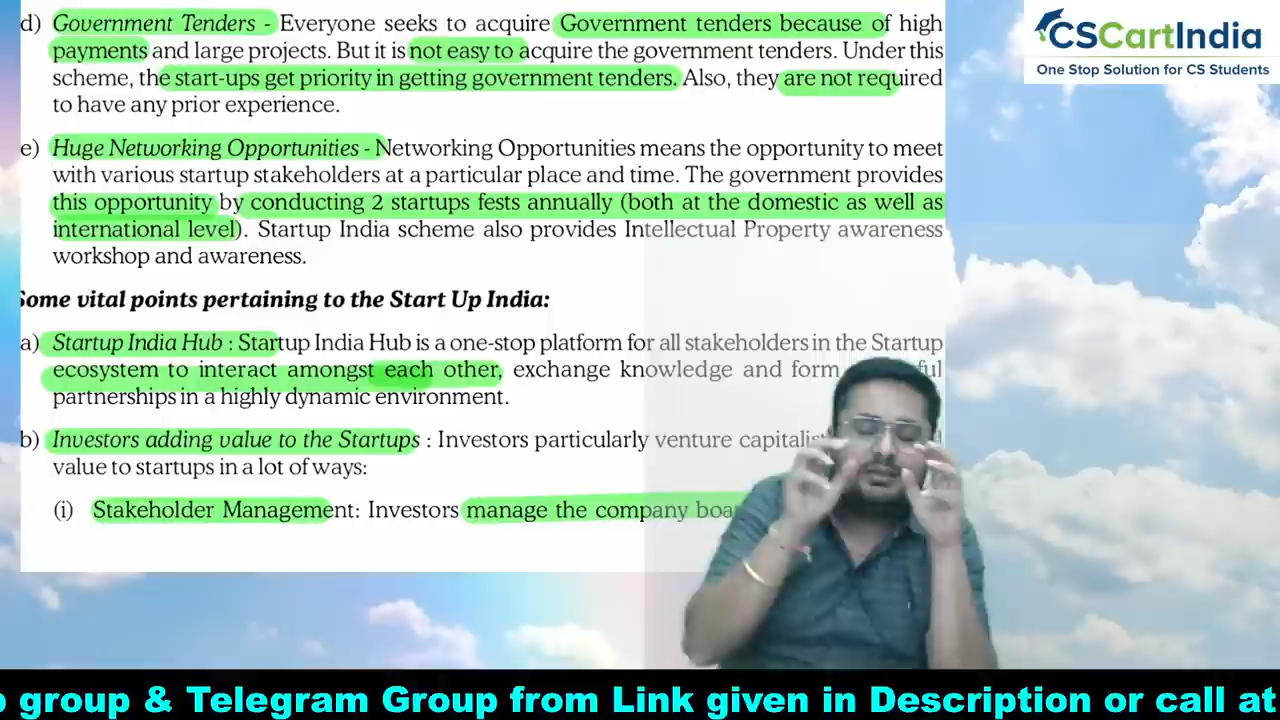 d) Government Tenders - Everyone seeks to acquire Government tenders because of high
payments and large projects. But it is not easy to acquire the government tenders. Under this
scheme, the start-ups get priority in getting government tenders. Also, they are not required
to have any prior experience.
e) Huge Networking Opportunities - Networking Opportunities means the opportunity to meet
with various startup stakeholders at a particular place and time. The government provides
this opportunity by conducting 2 startups fests annually (both at the domestic as well as
international level). Startup India scheme also provides Intellectual Property awareness
workshop and awareness.
Some vital points pertaining to the Start Up India:
a) Startup India Hub : Startup India Hub is a one-stop platform for all stakeholders in the Startup
ecosystem to interact amongst each other, exchange knowledge and form
partnerships in a highly dynamic environment.
b) Investors adding value to the Startups : Investors particularly venture
value to startups in a lot of ways:
(i) Stakeholder Management: Investors manage the company
CSCartIndia
One Stop Solution for CS Students
group & Telegram Group from Link given in Description or call at